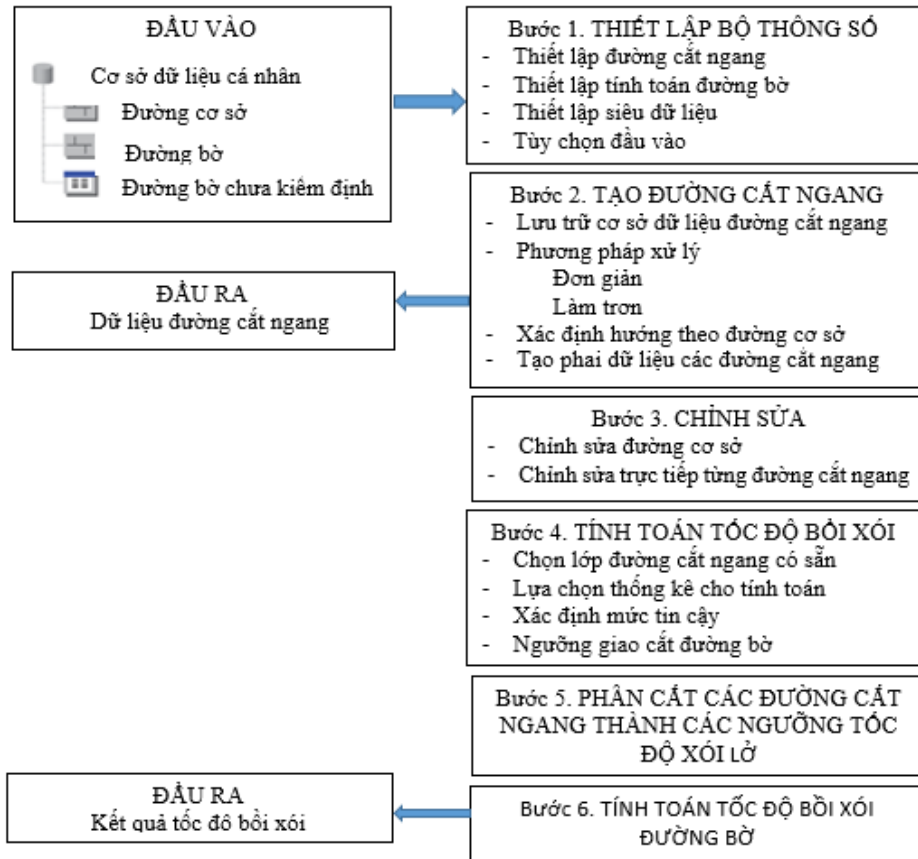 ĐẦU VÀO
Cơ sở dữ liệu cá nhân
Đường cơ sở
Đường bờ
Đường bờ chưa kiểm định
Bước 1. THIẾT LẬP BỘ THÔNG SỐ
- Thiết lập đường cắt ngang
- Thiết lập tính toán đường bờ
- Thiết lập siêu dữ liệu
- Tùy chọn đầu vào
Bước 2. TẠO ĐƯỜNG CẮT NGANG
- Lưu trữ cơ sở dữ liệu đường cắt ngang
- Phương pháp xử lý
Đơn giản
Làm trơn
- Xác định hướng theo đường cơ sở
- Tạo phai dữ liệu các đường cắt ngang
ĐẦU RA
Dữ liệu đường cắt ngang
Bước 3. CHỈNH SỬA
- Chỉnh sửa đường cơ sở
- Chỉnh sửa trực tiếp từng đường cắt ngang
Bước 4. TÍNH TOÁN TỐC ĐỘ BỒI XÓI
- Chọn lớp đường cắt ngang có sẵn
- Lựa chọn thống kê cho tính toán
- Xác định mức tin cậy
- Ngưỡng giao cắt đường bờ
Bước 5. PHÂN CẮT CÁC ĐƯỜNG CẮT
NGANG THÀNH CÁC NGƯỠNG TỐC
ĐỘ XÓI LỞ
Bước 6. TÍNH TOÁN TỐC ĐỘ BỒI XÓI
ĐƯỜNG BỜ
ĐẦU RA
Kết quả tốc đô bồi xói